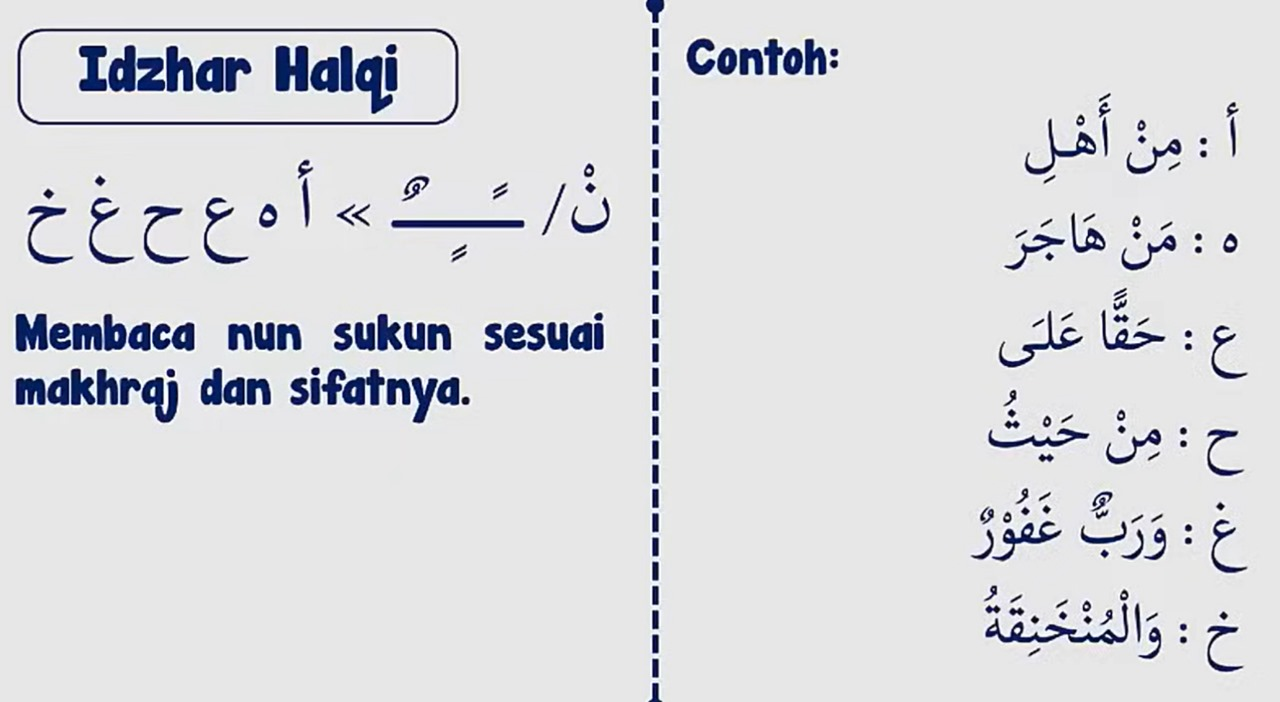 Idzhar Halqi
نْ/ ـًـٍـٌ » أ ه ع ح غ خ
Membaca nun sukun sesuai
makhraj dan sifatnya.
Contoh:
أ : مِنْ أَهْلِ
ه : مَنْ هَاجَرَ
ع : حَقًّا عَلَى
ح : مِنْ حَيْثُ
غ : وَرَبٌّ غَفُوْرٌ
خ : وَالْمُنْخَنِقَةُ